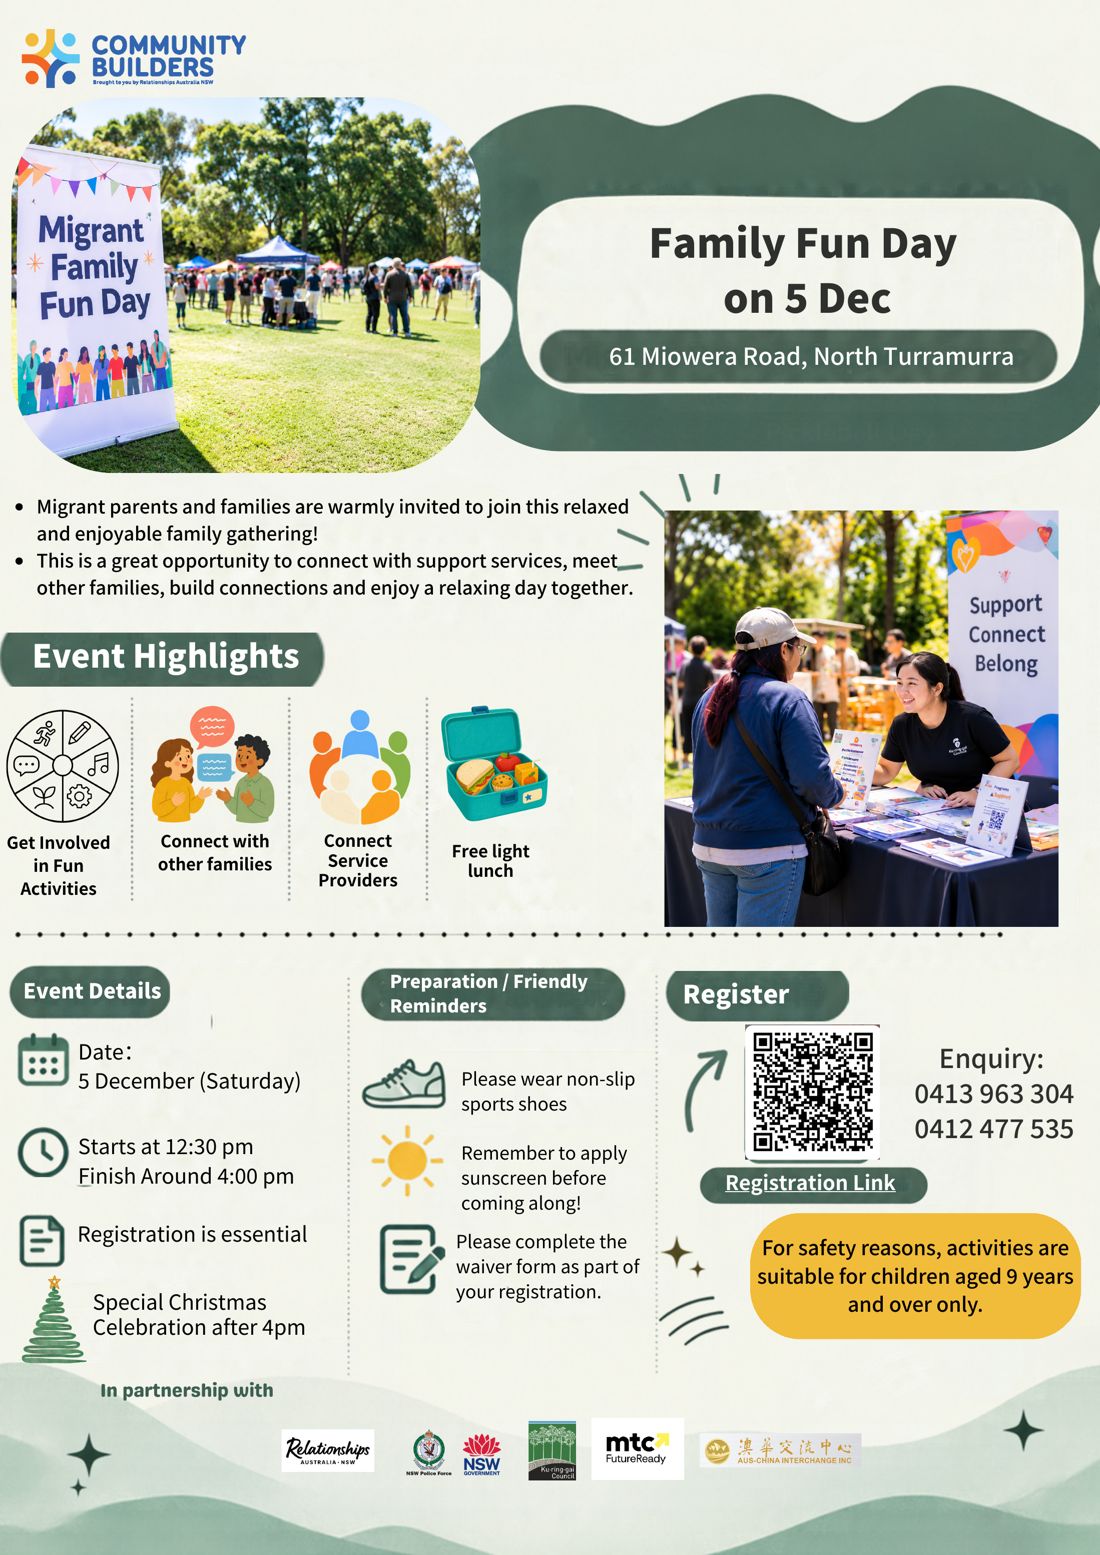 COMMUNITY
BUILDERS
Brought to you by Relationships Australia NSW
Migrant
Family
Fun Day
Family Fun Day
on 5 Dec
61 Miowera Road, North Turramurra
• Migrant parents and families are warmly invited to join this relaxed
and enjoyable family gathering!
• This is a great opportunity to connect with support services, meet
other families, build connections and enjoy a relaxing day together.
Support
Connect
Belong
Event Highlights
Get Involved
in Fun
Activities
Connect with
other families
Connect
Service
Providers
Free light
lunch
Event Details
Date：
5 December (Saturday)
Starts at 12:30 pm
Finish Around 4:00 pm
Registration is essential
Special Christmas
Celebration after 4pm
Preparation / Friendly
Reminders
Please wear non-slip
sports shoes
Remember to apply
sunscreen before
coming along!
Please complete the
waiver form as part of
your registration.
Register
Enquiry:
0413 963 304
0412 477 535
Registration Link
For safety reasons, activities are
suitable for children aged 9 years
and over only.
In partnership with
Relationships
AUSTRALIA · NSW
NSW Police Force
NSW
GOVERNMENT
Ku-ring-gai
Council
mtc
FutureReady
澳华交流中心
AUS-CHINA INTERCHANGE INC